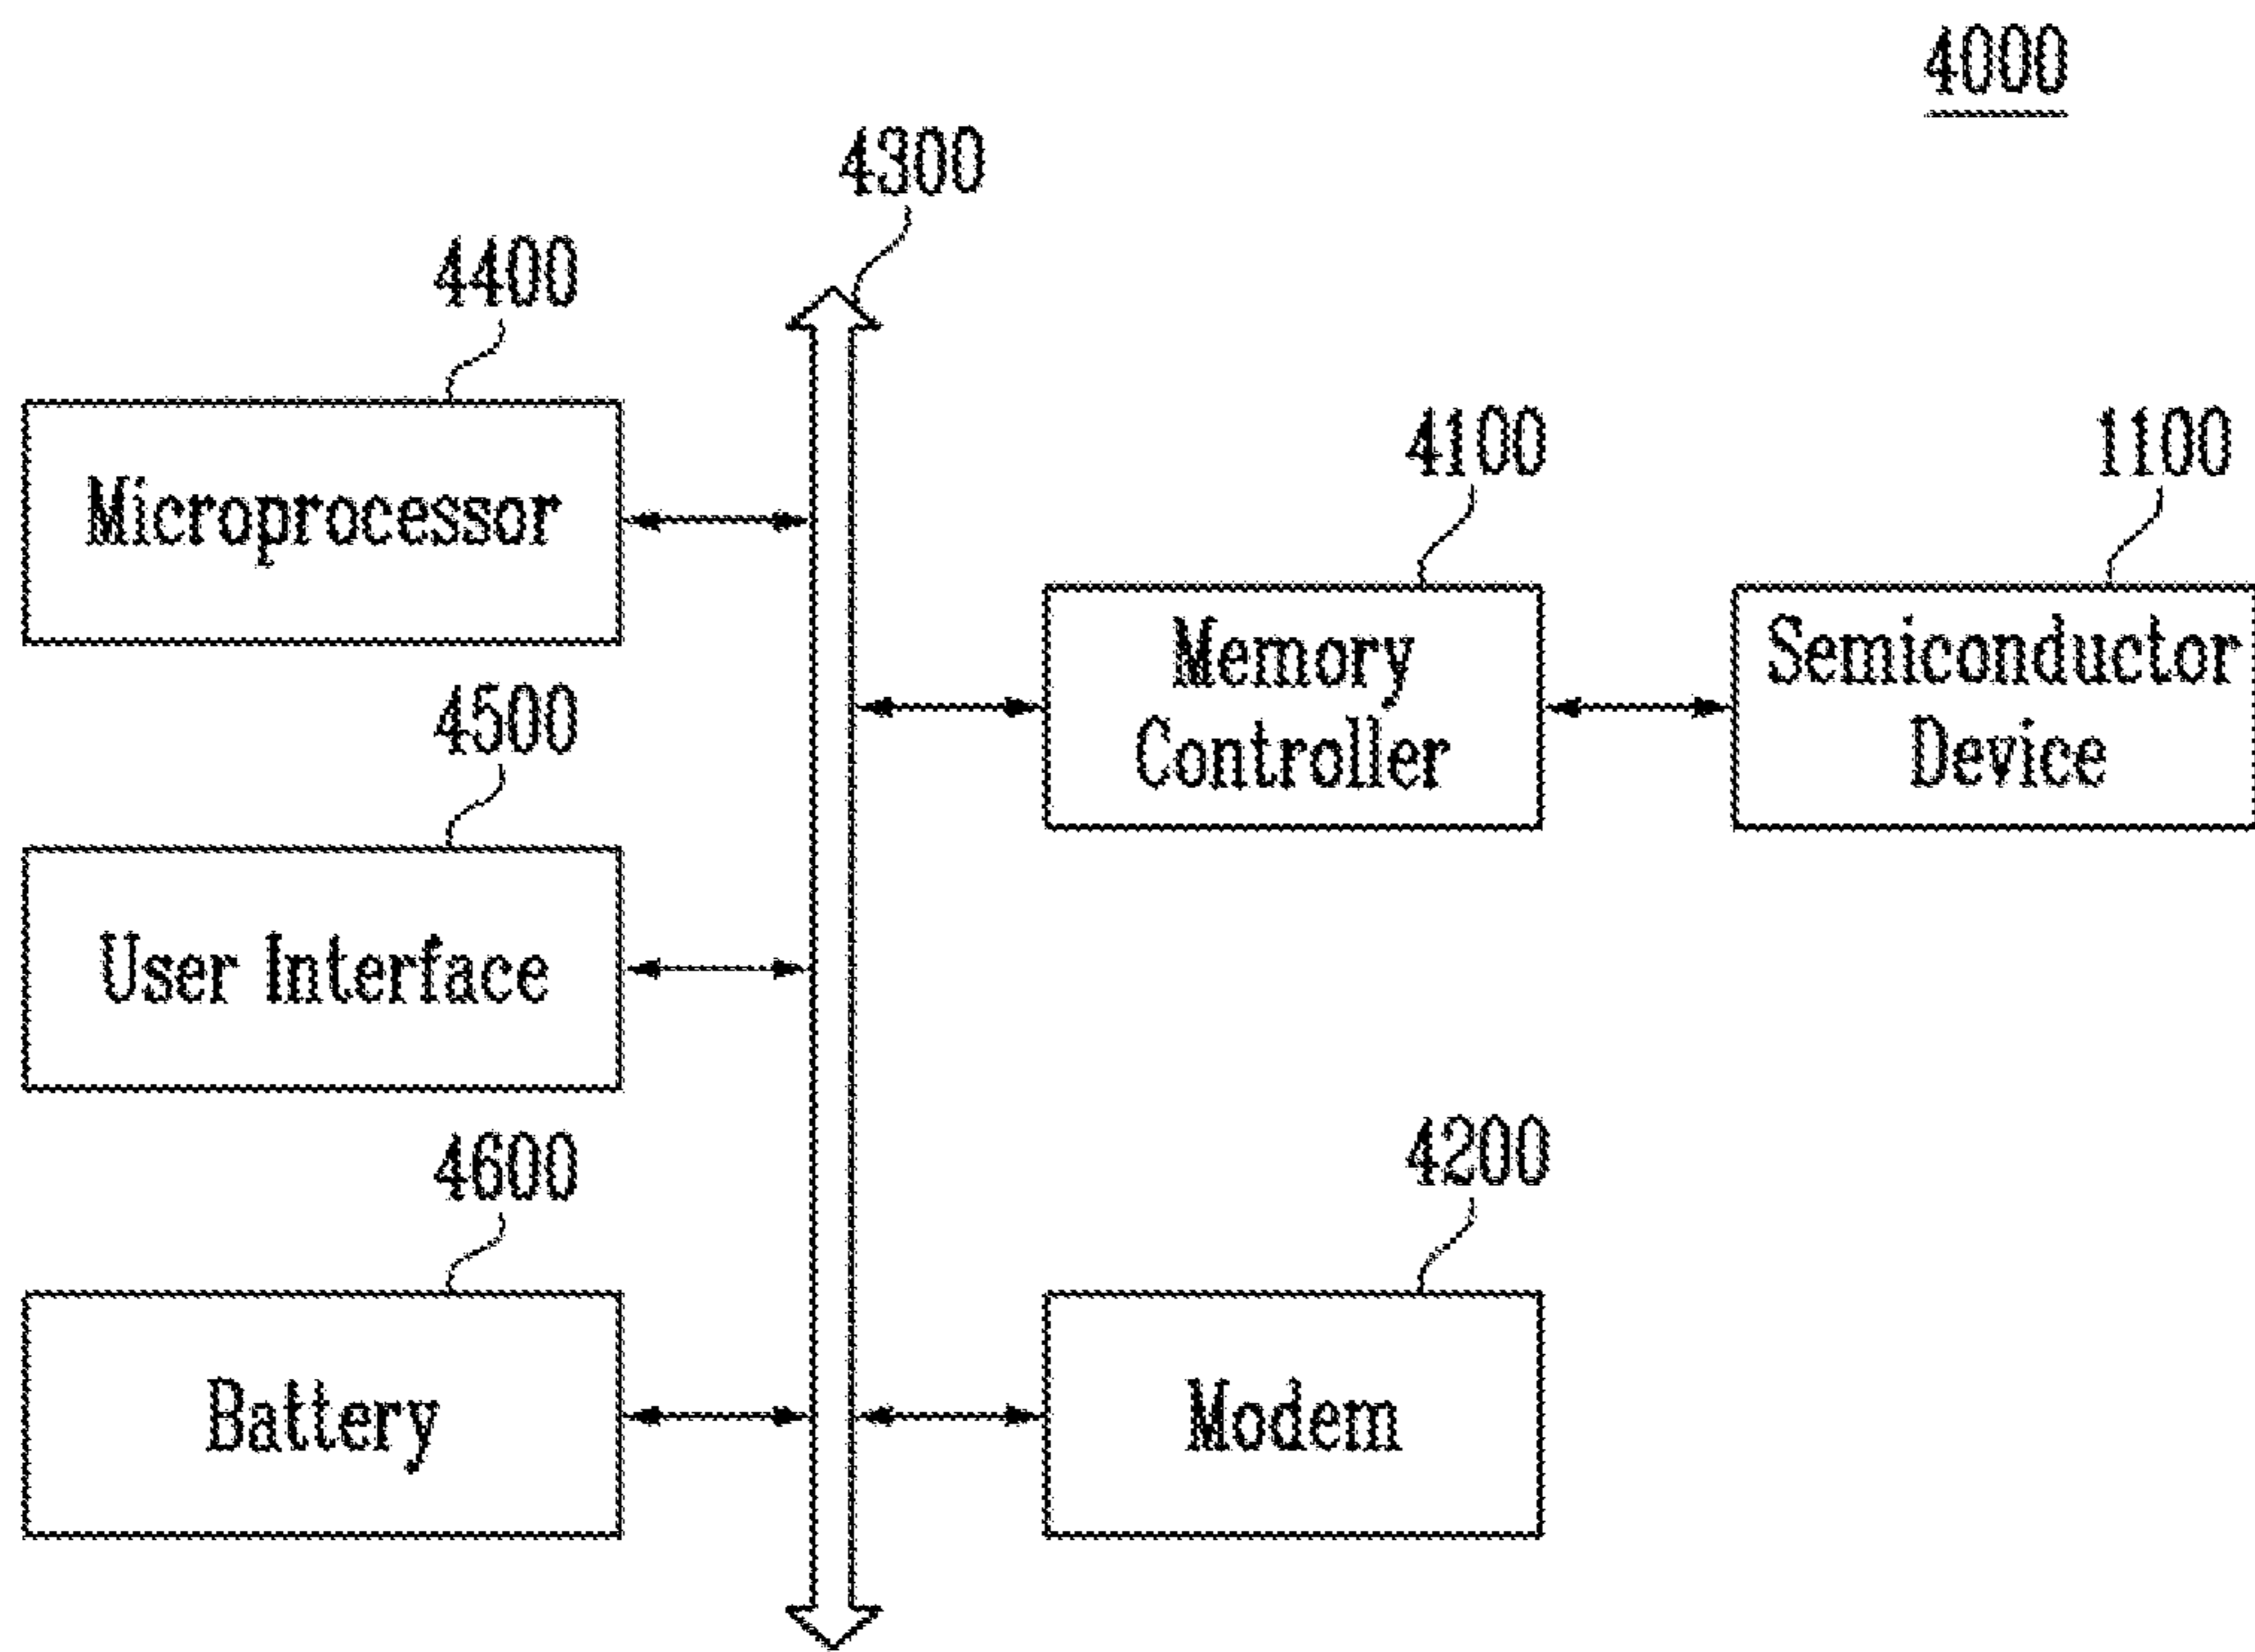 4000
4300
4400
Microprocessor
4100
1100
Memory
Controller
Semiconductor
Device
4500
User Interface
4600
Battery
4200
Modem